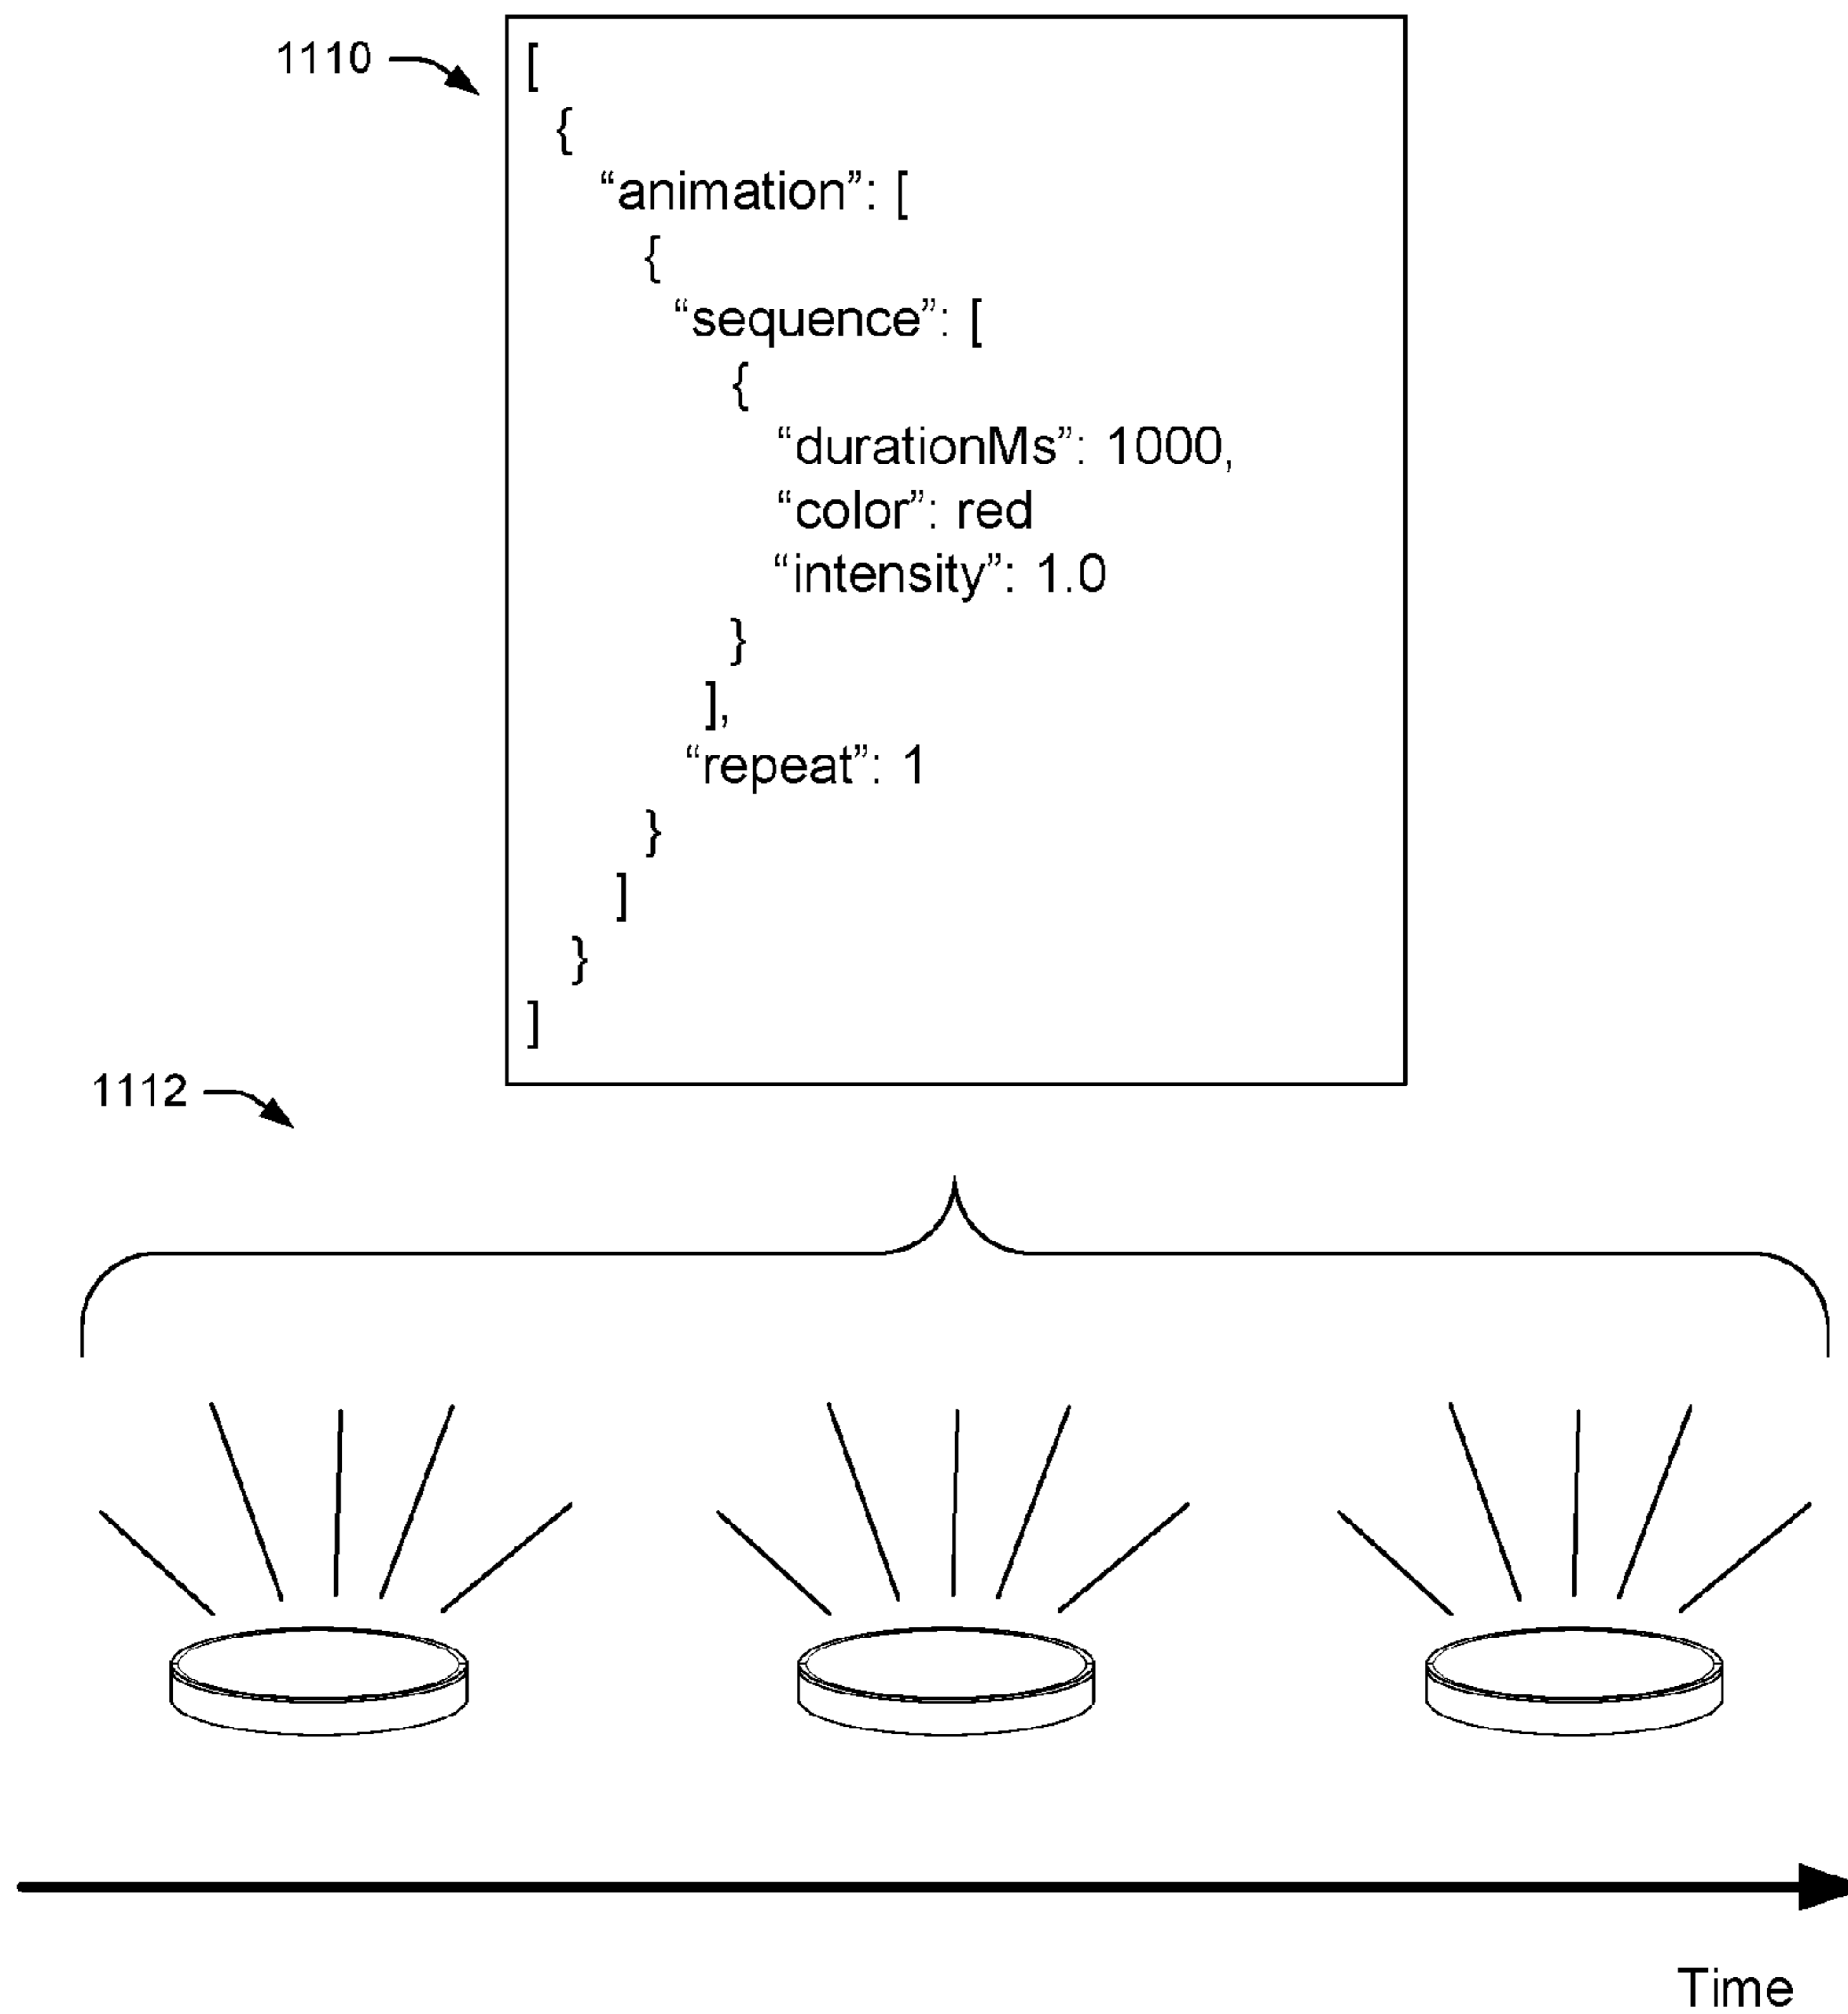 1110
[
{
“animation”: [
{
“sequence”: [
{
“durationMs”: 1000,
“color”: red
“intensity”: 1.0
}
],
“repeat”: 1
}
]
}
]
1112
Time